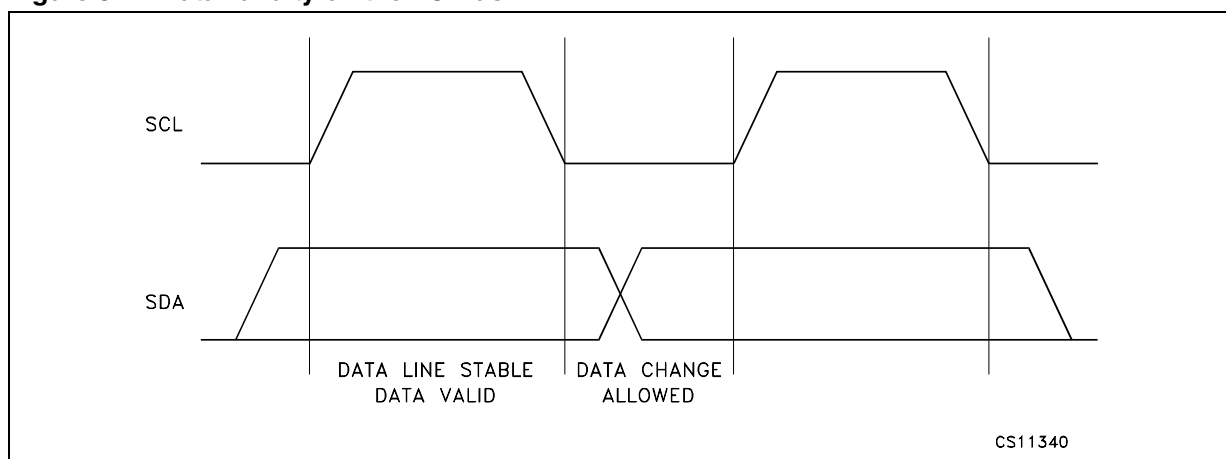 SCL
SDA
DATA LINE STABLE
DATA VALID
DATA CHANGE
ALLOWED
CS11340